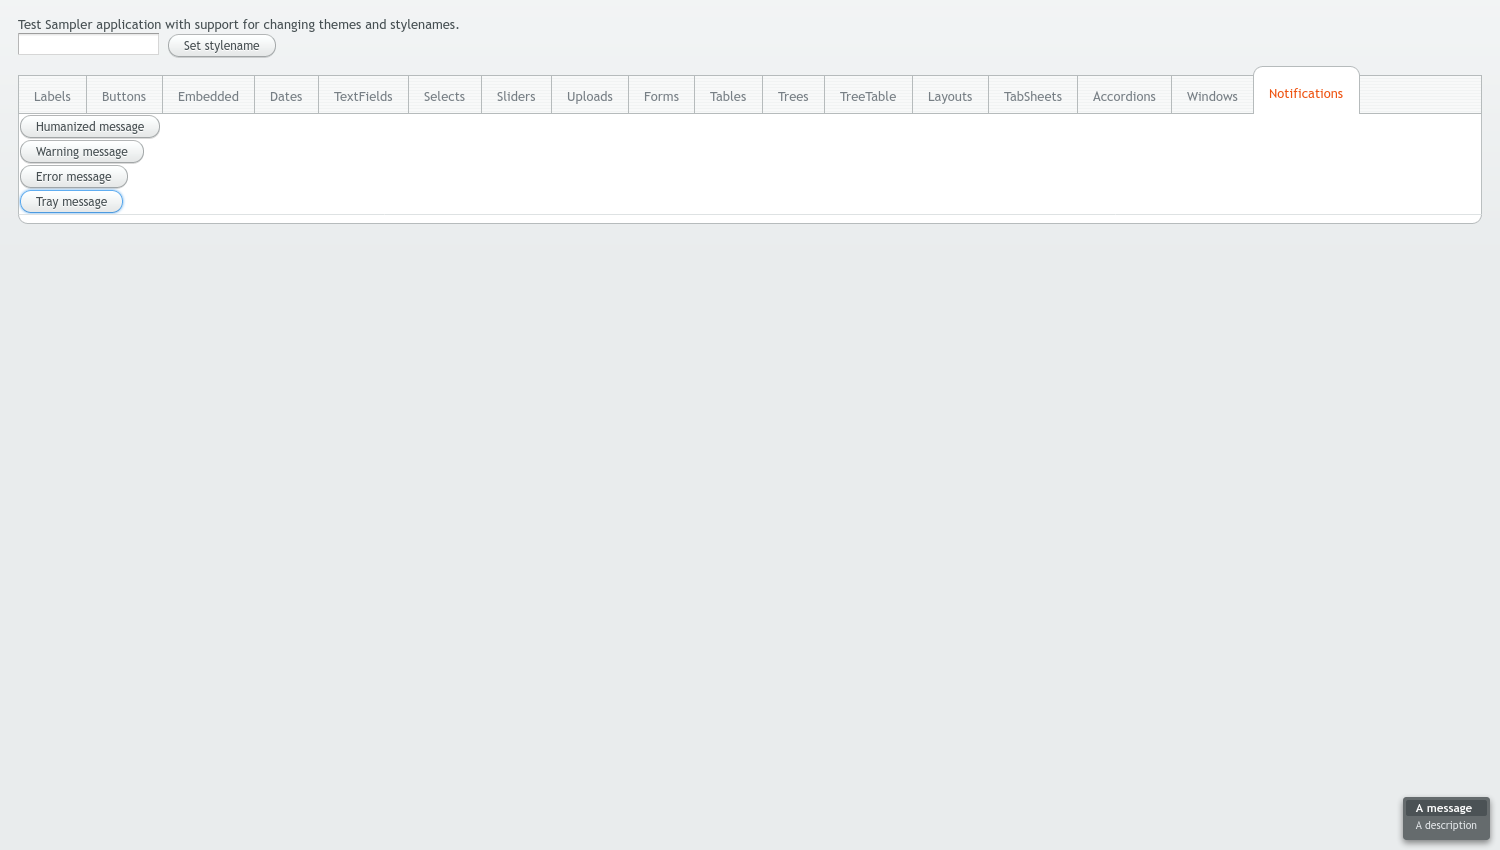 Test Sampler application with support for changing themes and stylenames.
Set stylename
Labels Buttons Embedded Dates TextFields Selects Sliders Uploads Forms Tables Trees TreeTable Layouts TabSheets Accordions Windows Notifications
Humanized message
Warning message
Error message
Tray message
A message
A description